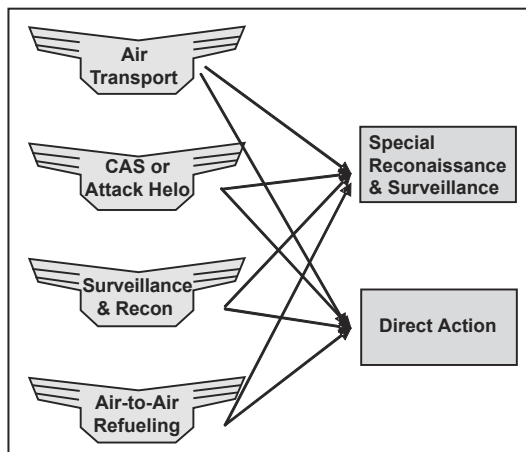 Air
Transport
CAS or
Attack Helo
Surveillance
& Recon
Air-to-Air
Refueling
Special
Reconaissance
& Surveillance
Direct Action